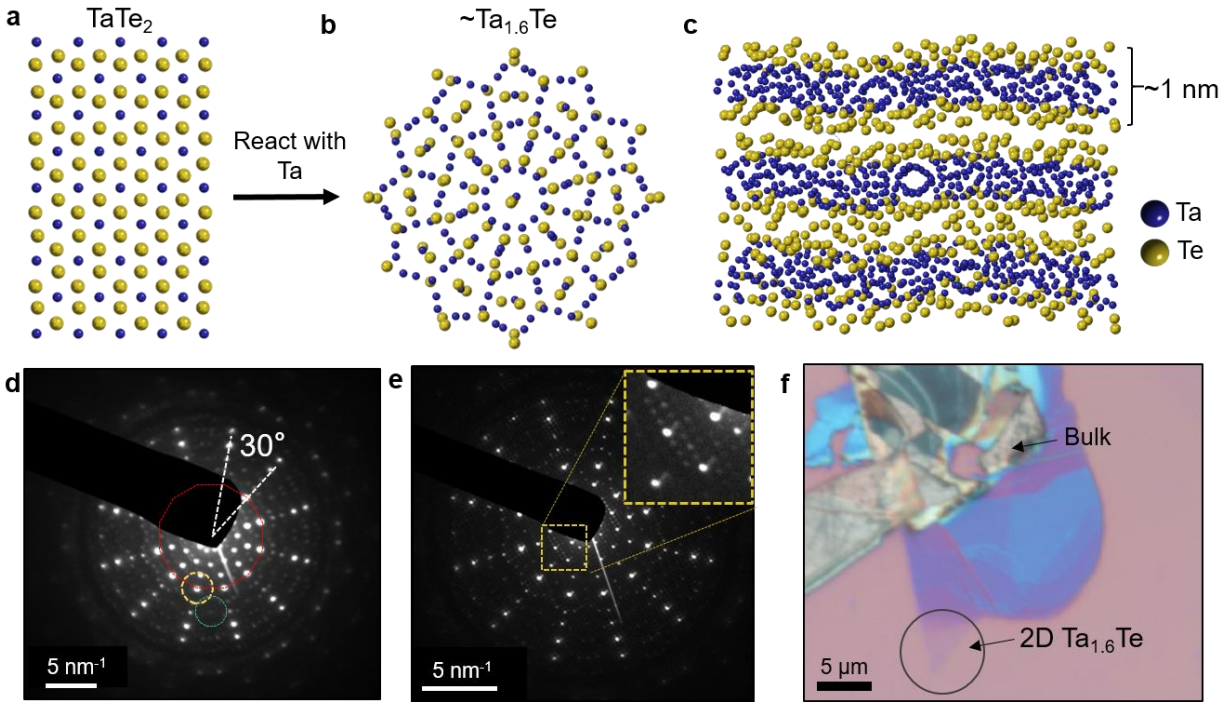 a
TaTe₂
React with
Ta
b
~Ta₁.₆Te
c
~1 nm
Ta
Te
d
30°
5 nm⁻¹
e
5 nm⁻¹
f
Bulk
2D Ta₁.₆Te
5 µm